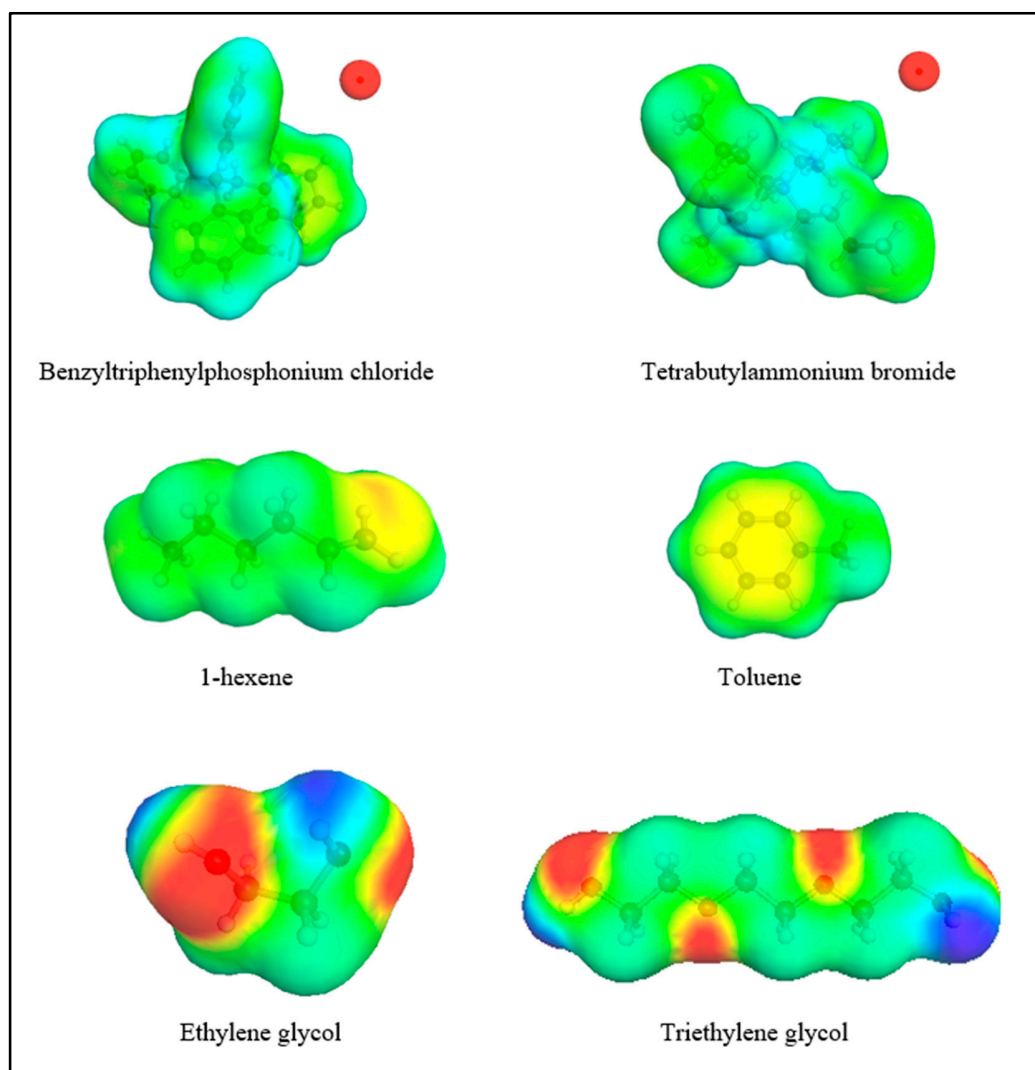 Benzyltriphenylphosphonium chloride
Tetrabutylammonium bromide
1-hexene
Toluene
Ethylene glycol
Triethylene glycol